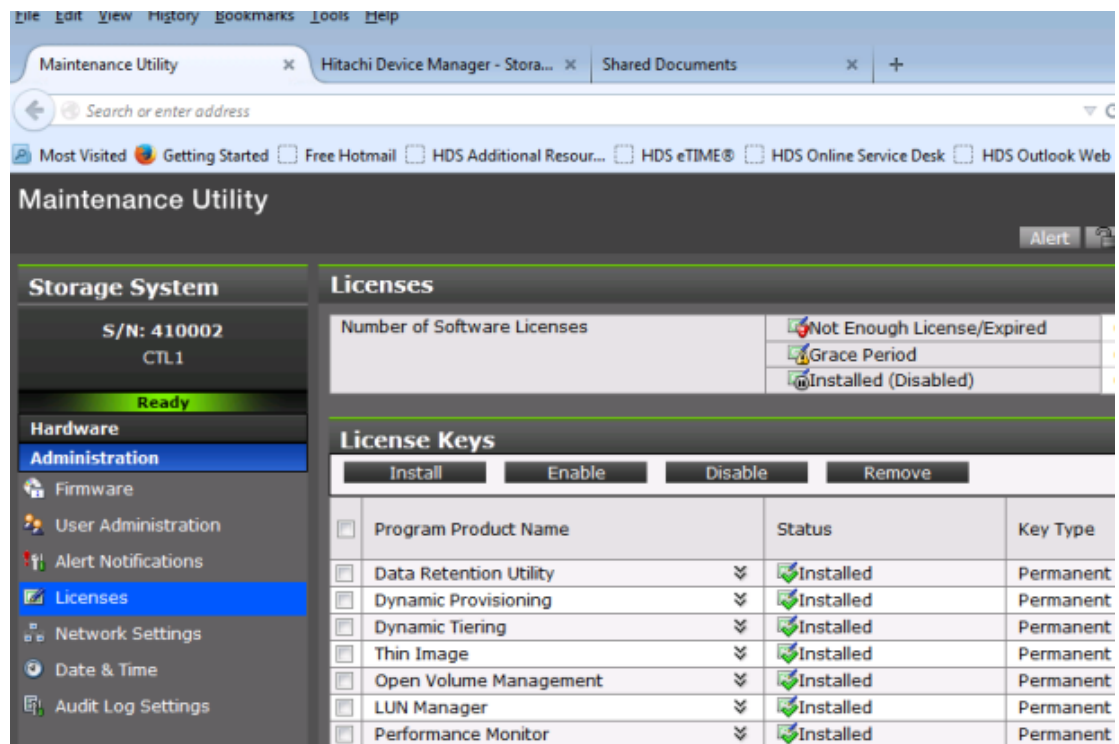 File Edit View History Bookmarks Tools Help
Maintenance Utility Hitachi Device Manager - Stora... Shared Documents
Search or enter address
Most Visited Getting Started Free Hotmail HDS Additional Resour... HDS eTIME® HDS Online Service Desk HDS Outlook Web
Maintenance Utility
Alert
Storage System
S/N: 410002
CTL1
Ready
Hardware
Administration
Firmware
User Administration
Alert Notifications
Licenses
Network Settings
Date & Time
Audit Log Settings
Licenses
Number of Software Licenses Not Enough License/Expired
Grace Period
Installed (Disabled)
License Keys
Install Enable Disable Remove
Program Product Name Status Key Type
Data Retention Utility Installed Permanent
Dynamic Provisioning Installed Permanent
Dynamic Tiering Installed Permanent
Thin Image Installed Permanent
Open Volume Management Installed Permanent
LUN Manager Installed Permanent
Performance Monitor Installed Permanent